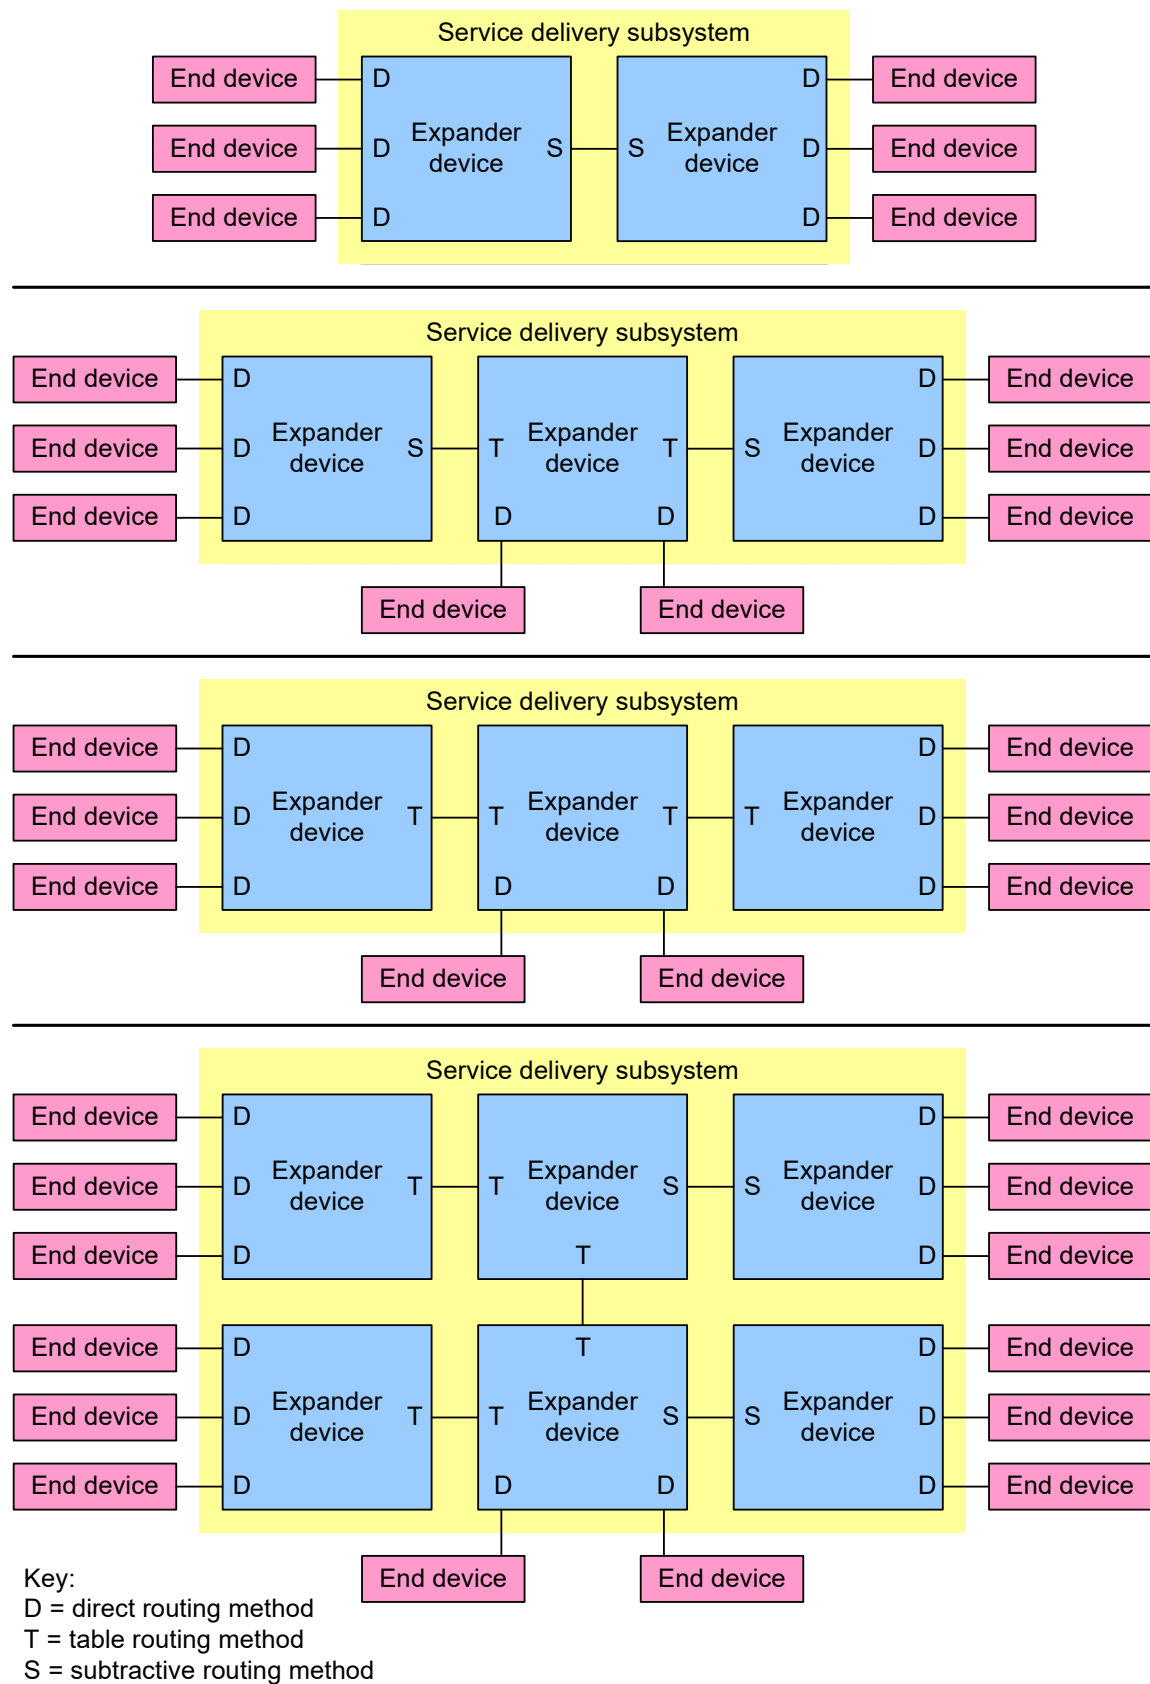 Service delivery subsystem
End device D D End device
Expander device S S Expander device
End device D D End device
End device D D End device
Service delivery subsystem
End device D D End device
Expander device S T Expander device T S Expander device
End device D D End device
End device D D D D End device
End device End device
Service delivery subsystem
End device D D End device
Expander device T T Expander device T T Expander device
End device D D End device
End device D D D D End device
End device End device
Service delivery subsystem
End device D D End device
Expander device T T Expander device S S Expander device
End device D D End device
End device D T D End device
End device D T D End device
Expander device T T Expander device S S Expander device
End device D D End device
End device D D D D End device
End device End device
Key:
D = direct routing method
T = table routing method
S = subtractive routing method